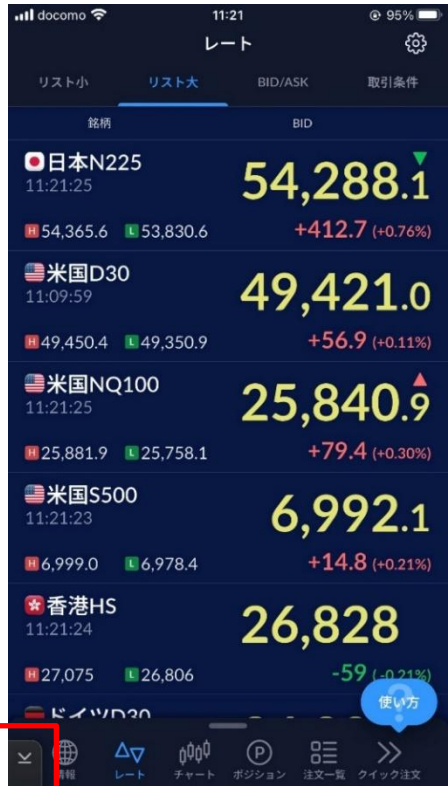 docomo 11:21 95%
レート
リスト小 リスト大 BID/ASK 取引条件
銘柄 BID
日本N225 54,288.1
11:21:25
H 54,365.6 L 53,830.6 +412.7 (+0.76%)
米国D30 49,421.0
11:09:59
H 49,450.4 L 49,350.9 +56.9 (+0.11%)
米国NQ100 25,840.9
11:21:25
H 25,881.9 L 25,758.1 +79.4 (+0.30%)
米国S500 6,992.1
11:21:23
H 6,999.0 L 6,978.4 +14.8 (+0.21%)
香港HS 26,828
11:21:24
H 27,075 L 26,806 -59 (-0.21%)
使い方
ドイツD30
情報 レート チャート P ポジション 注文一覧 クイック注文